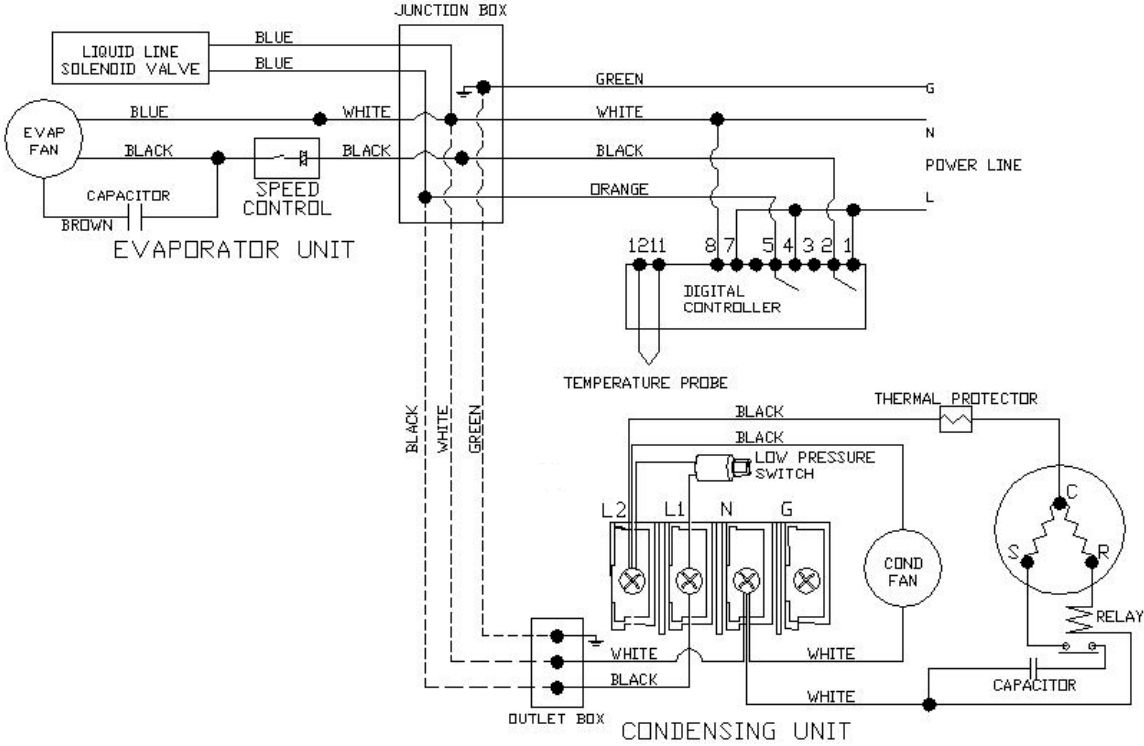 JUNCTION BOX
BLUE
LIQUID LINE
SOLENOID VALVE
BLUE
GREEN
G
BLUE
WHITE
WHITE
N
EVAP
FAN
BLACK
BLACK
BLACK
POWER LINE
SPEED
CONTROL
CAPACITOR
ORANGE
L
BROWN
EVAPORATOR UNIT
12 11 8 7 5 4 3 2 1
DIGITAL
CONTROLLER
TEMPERATURE PROBE
BLACK
WHITE
GREEN
THERMAL PROTECTOR
BLACK
BLACK
LOW PRESSURE
SWITCH
L2 L1 N G
C
S
R
COND
FAN
RELAY
WHITE
WHITE
BLACK
CAPACITOR
WHITE
OUTLET BOX
CONDENSING UNIT